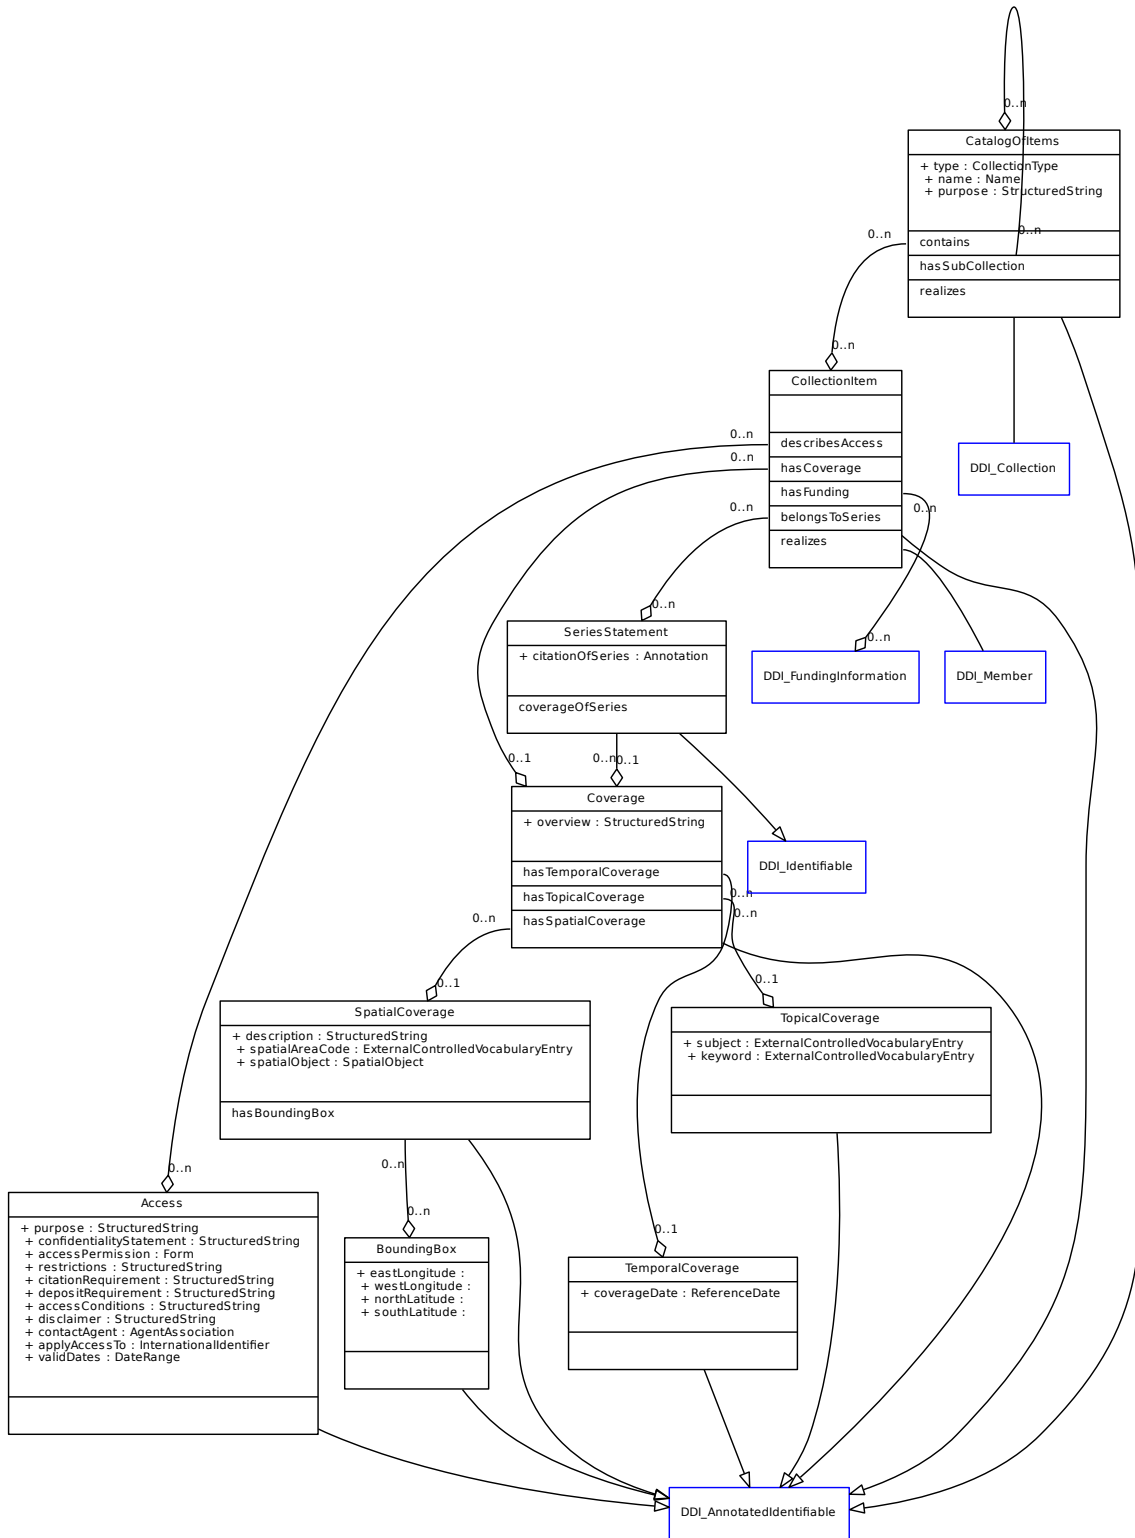 0..n
CatalogOfItems
+ type : CollectionType
+ name : Name
+ purpose : StructuredString
0..n
0..n
contains
hasSubCollection
realizes
0..n
CollectionItem
0..n
describesAccess
0..n
hasCoverage
DDI_Collection
hasFunding
0..n
0..n
belongsToSeries
realizes
0..n
SeriesStatement
+ citationOfSeries : Annotation
coverageOfSeries
0..n
DDI_FundingInformation
DDI_Member
0..1
0..n
0..1
Coverage
+ overview : StructuredString
hasTemporalCoverage
hasTopicalCoverage
hasSpatialCoverage
DDI_Identifiable
0..n
0..n
0..n
0..1
0..1
SpatialCoverage
+ description : StructuredString
+ spatialAreaCode : ExternalControlledVocabularyEntry
+ spatialObject : SpatialObject
hasBoundingBox
TopicalCoverage
+ subject : ExternalControlledVocabularyEntry
+ keyword : ExternalControlledVocabularyEntry
0..n
0..n
Access
+ purpose : StructuredString
+ confidentialityStatement : StructuredString
+ accessPermission : Form
+ restrictions : StructuredString
+ citationRequirement : StructuredString
+ depositRequirement : StructuredString
+ accessConditions : StructuredString
+ disclaimer : StructuredString
+ contactAgent : AgentAssociation
+ applyAccessTo : InternationalIdentifier
+ validDates : DateRange
0..n
BoundingBox
+ eastLongitude :
+ westLongitude :
+ northLatitude :
+ southLatitude :
0..1
TemporalCoverage
+ coverageDate : ReferenceDate
DDI_AnnotatedIdentifiable